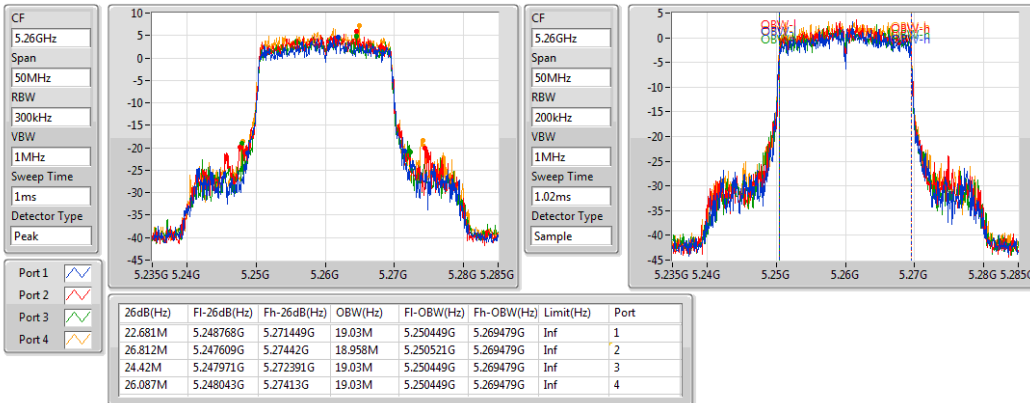 CF
5.26GHz
Span
50MHz
RBW
300kHz
VBW
1MHz
Sweep Time
1ms
Detector Type
Peak
10
5
0
-5
-10
-15
-20
-25
-30
-35
-40
-45
5.235G 5.24G 5.25G 5.26G 5.27G 5.28G 5.285G
CF
5.26GHz
Span
50MHz
RBW
200kHz
VBW
1MHz
Sweep Time
1.02ms
Detector Type
Sample
5
0
-5
-10
-15
-20
-25
-30
-35
-40
-45
OBW-l
OBW-h
5.235G 5.24G 5.25G 5.26G 5.27G 5.28G 5.285G
Port 1
Port 2
Port 3
Port 4
26dB(Hz) Fl-26dB(Hz) Fh-26dB(Hz) OBW(Hz) Fl-OBW(Hz) Fh-OBW(Hz) Limit(Hz) Port
22.681M 5.248768G 5.271449G 19.03M 5.250449G 5.269479G Inf 1
26.812M 5.247609G 5.27442G 18.958M 5.250521G 5.269479G Inf 2
24.42M 5.247971G 5.272391G 19.03M 5.250449G 5.269479G Inf 3
26.087M 5.248043G 5.27413G 19.03M 5.250449G 5.269479G Inf 4